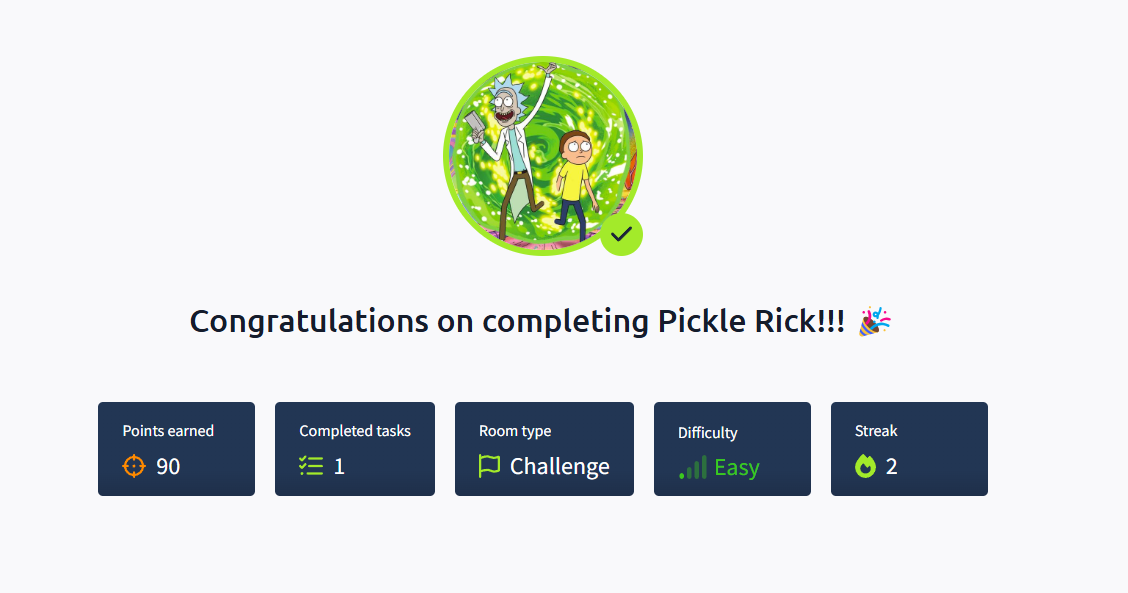 Congratulations on completing Pickle Rick!!! 🎉
Points earned
90
Completed tasks
1
Room type
Challenge
Difficulty
Easy
Streak
2